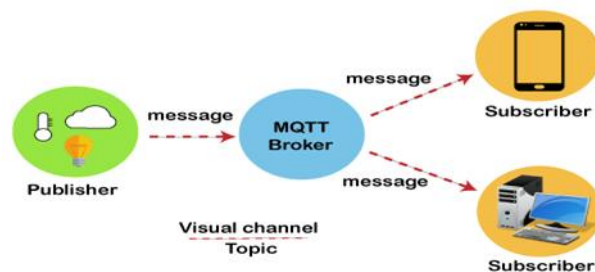 message
Subscriber
message
MQTT
Broker
Publisher
message
Visual channel
Topic
Subscriber